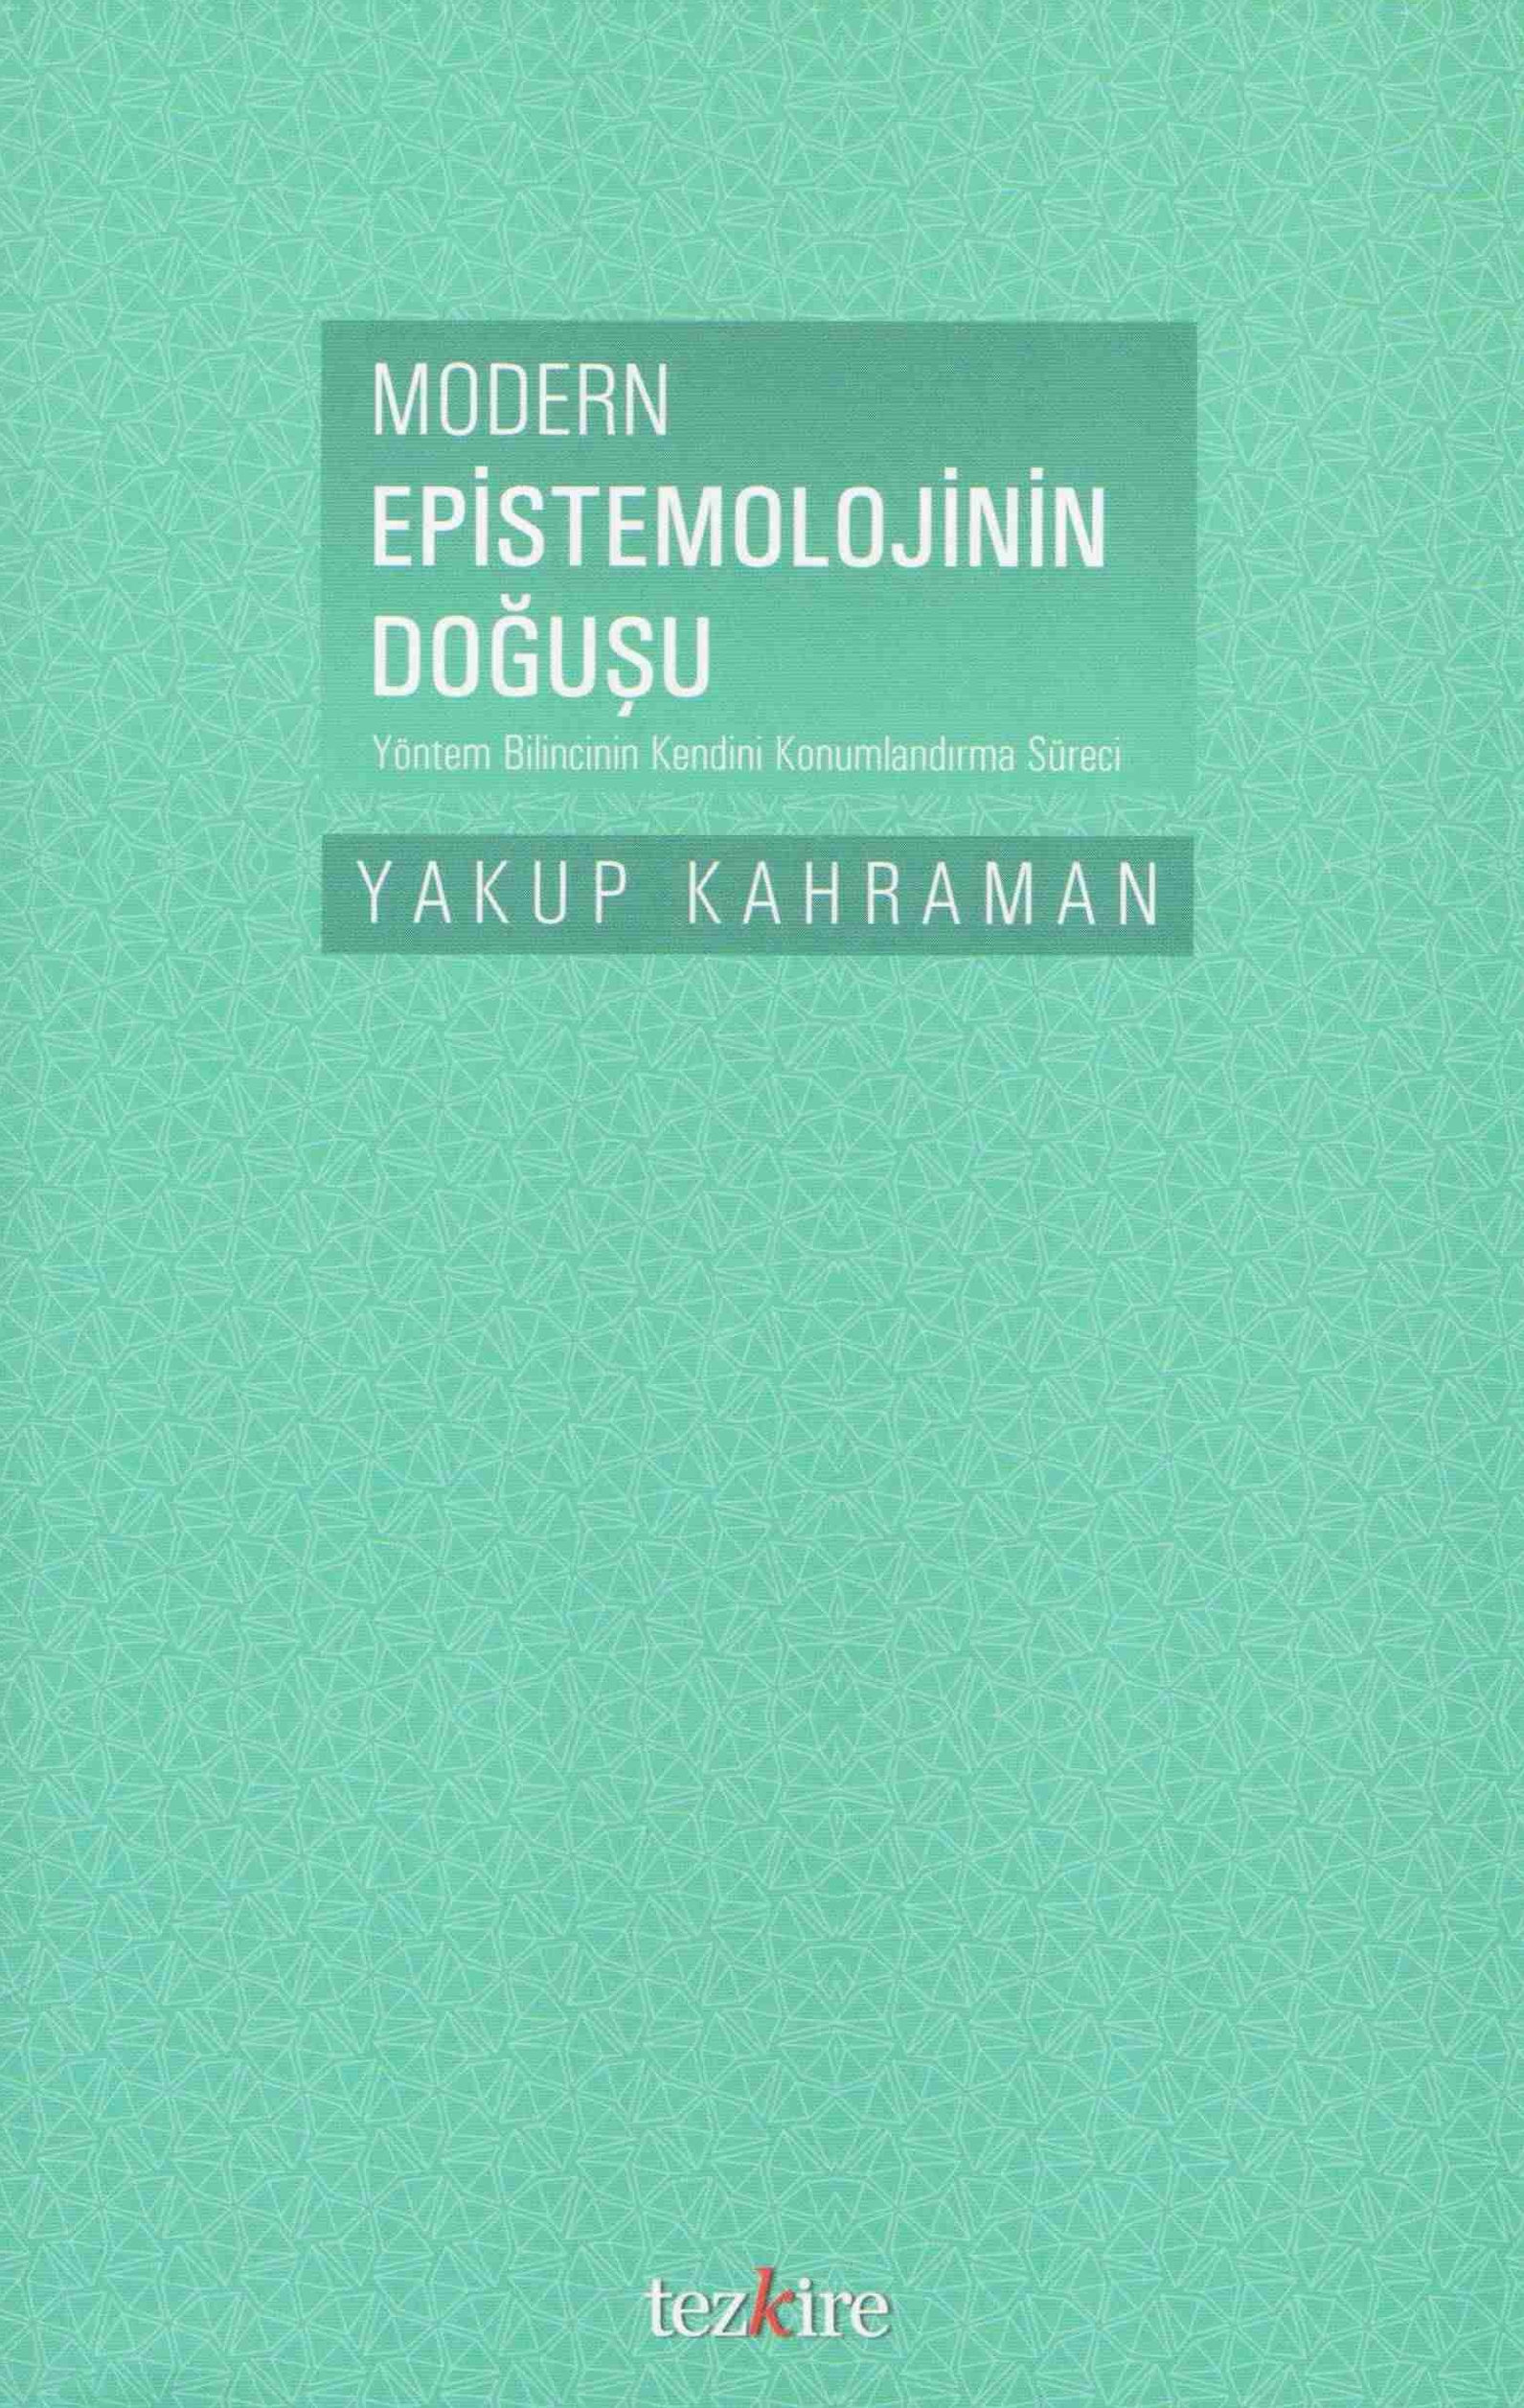 MODERN
EPİSTEMOLOJİNİN
DOĞUŞU
Yöntem Bilincinin Kendini Konumlandırma Süreci
YAKUP KAHRAMAN
tezkire